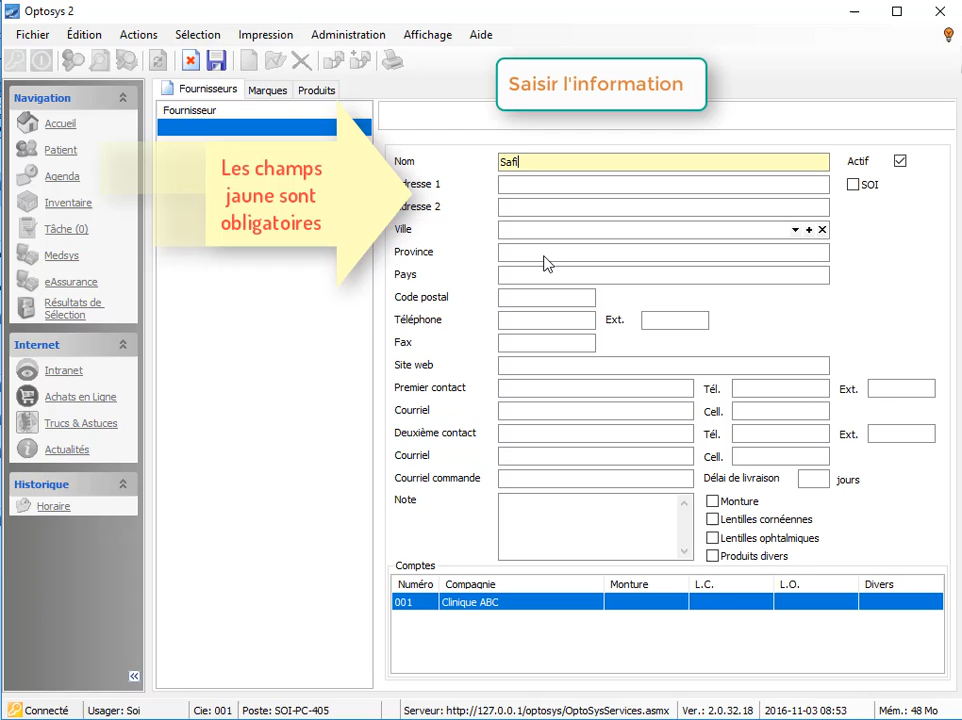 Optosys 2
Fichier Édition Actions Sélection Impression Administration Affichage Aide
Saisir l'information
Navigation
Accueil
Patient
Agenda
Inventaire
Tâche (0)
Medsys
eAssurance
Résultats de
Sélection
Internet
Intranet
Achats en Ligne
Trucs & Astuces
Actualités
Historique
Horaire
Fournisseurs Marques Produits
Fournisseur
Les champs
jaune sont
obligatoires
Nom Safi Actif
dresse 1 SOI
dresse 2
Ville
Province
Pays
Code postal
Téléphone Ext.
Fax
Site web
Premier contact Tél. Ext.
Courriel Cell.
Deuxième contact Tél. Ext.
Courriel Cell.
Courriel commande Délai de livraison jours
Note Monture
Lentilles cornéennes
Lentilles ophtalmiques
Produits divers
Comptes
Numéro Compagnie Monture L.C. L.O. Divers
001 Clinique ABC
Connecté Usager: Soi Cie: 001 Poste: SOI-PC-405 Serveur: http://127.0.0.1/optosys/OptoSysServices.asmx Ver.: 2.0.32.18 2016-11-03 08:53 Mém.: 48 Mo